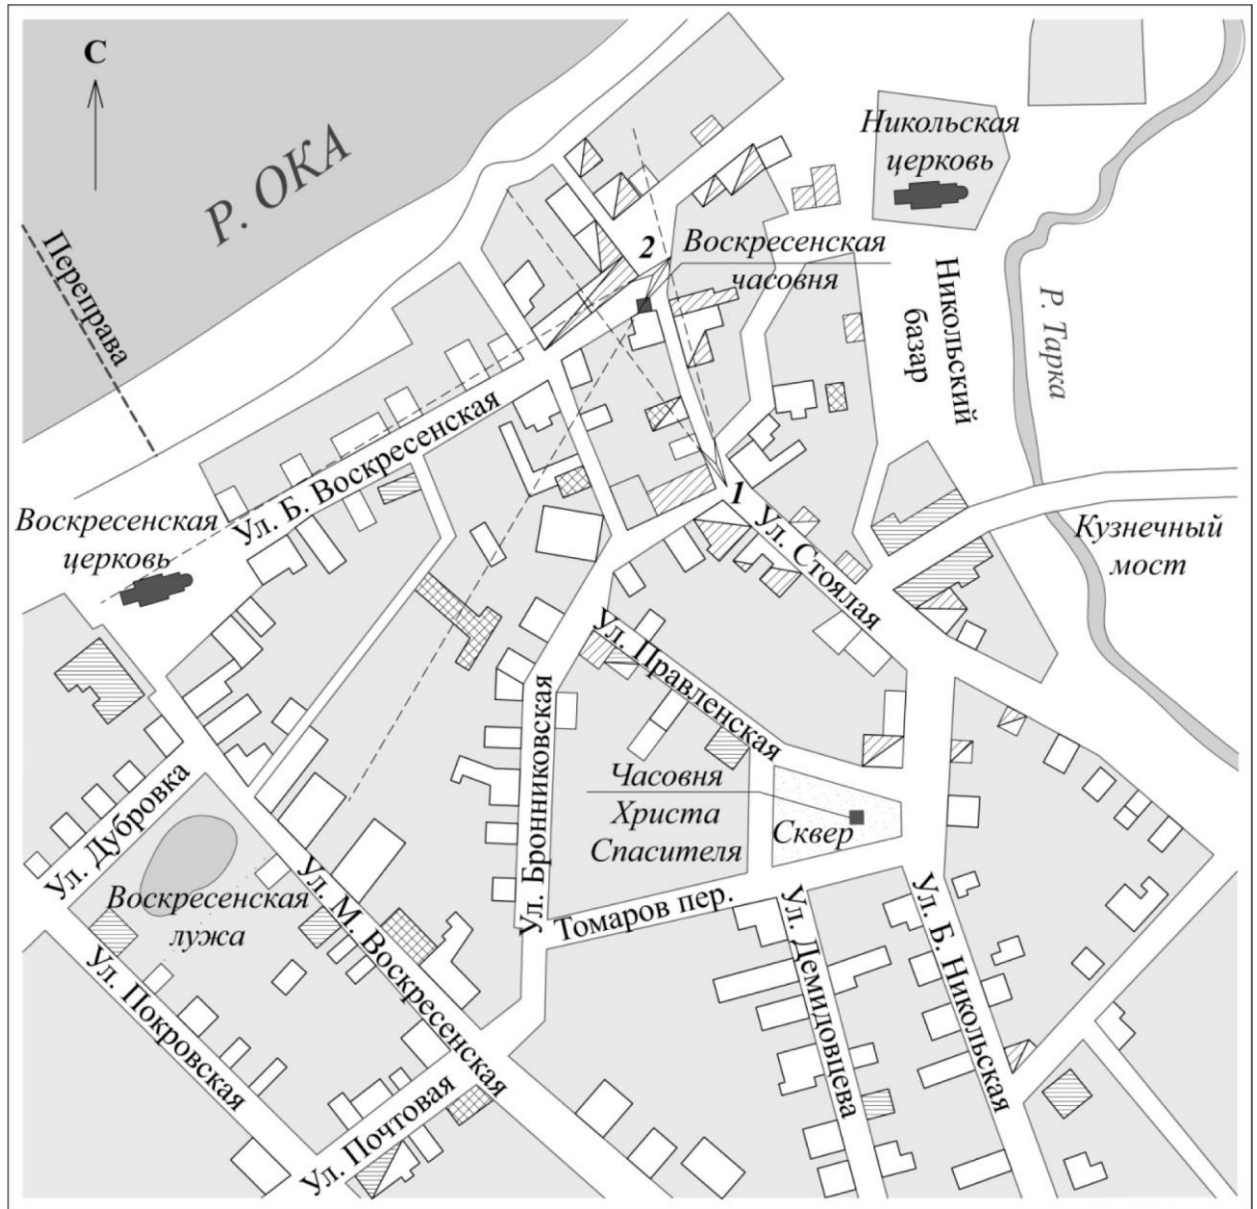 С
Р. ОКА
Переправа
Никольская
церковь
2
Воскресенская
часовня
Никольский
базар
Р. Тарка
Ул. Б. Воскресенская
Воскресенская
церковь
1
Ул. Стоялая
Кузнечный
мост
Ул. Правленская
Ул. Бронниковская
Часовня
Христа
Спасителя
Сквер
Ул. Дубровка
Воскресенская
лужа
Ул. М. Воскресенская
Томаров пер.
Ул. Демидовцева
Ул. Б. Никольская
Ул. Покровская
Ул. Почтовая